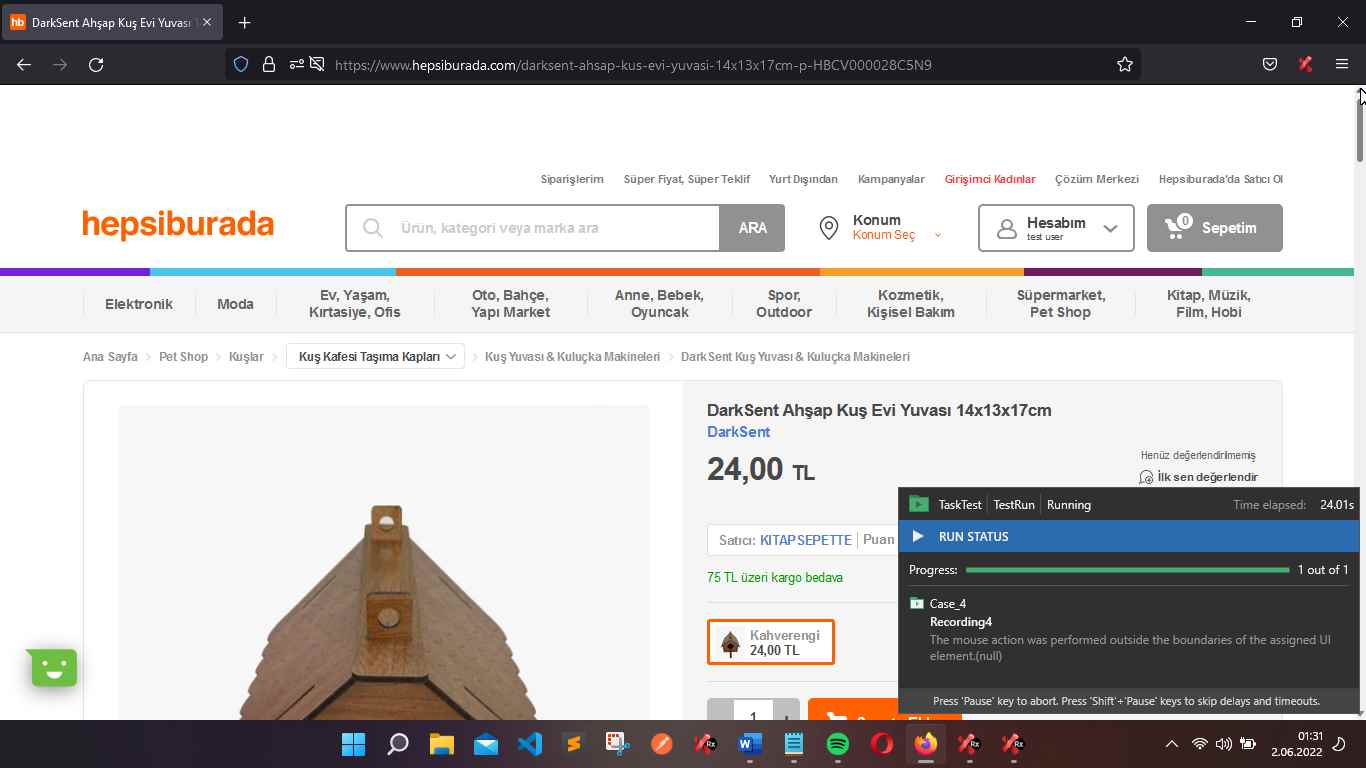 hb DarkSent Ahşap Kuş Evi Yuvası 1
https://www.hepsiburada.com/darksent-ahsap-kus-evi-yuvasi-14x13x17cm-p-HBCV000028C5N9
Siparişlerim Süper Fiyat, Süper Teklif Yurt Dışından Kampanyalar Girişimci Kadınlar Çözüm Merkezi Hepsiburada'da Satıcı Ol
hepsiburada
Ürün, kategori veya marka ara
ARA
Konum
Konum Seç
Hesabım
test user
0
Sepetim
Elektronik
Moda
Ev, Yaşam,
Kırtasiye, Ofis
Oto, Bahçe,
Yapı Market
Anne, Bebek,
Oyuncak
Spor,
Outdoor
Kozmetik,
Kişisel Bakım
Süpermarket,
Pet Shop
Kitap, Müzik,
Film, Hobi
Ana Sayfa Pet Shop Kuşlar Kuş Kafesi Taşıma Kapları Kuş Yuvası & Kuluçka Makineleri DarkSent Kuş Yuvası & Kuluçka Makineleri
DarkSent Ahşap Kuş Evi Yuvası 14x13x17cm
DarkSent
24,00 TL
Henüz değerlendirilmemiş
İlk sen değerlendir
Satıcı: KITAPSEPETTE Puan
75 TL üzeri kargo bedava
Kahverengi
24,00 TL
1
TaskTest TestRun Running Time elapsed: 24.01s
RUN STATUS
Progress: 1 out of 1
Case_4
Recording4
The mouse action was performed outside the boundaries of the assigned UI
element.(null)
Press 'Pause' key to abort. Press 'Shift'+'Pause' keys to skip delays and timeouts.
01:31
2.06.2022